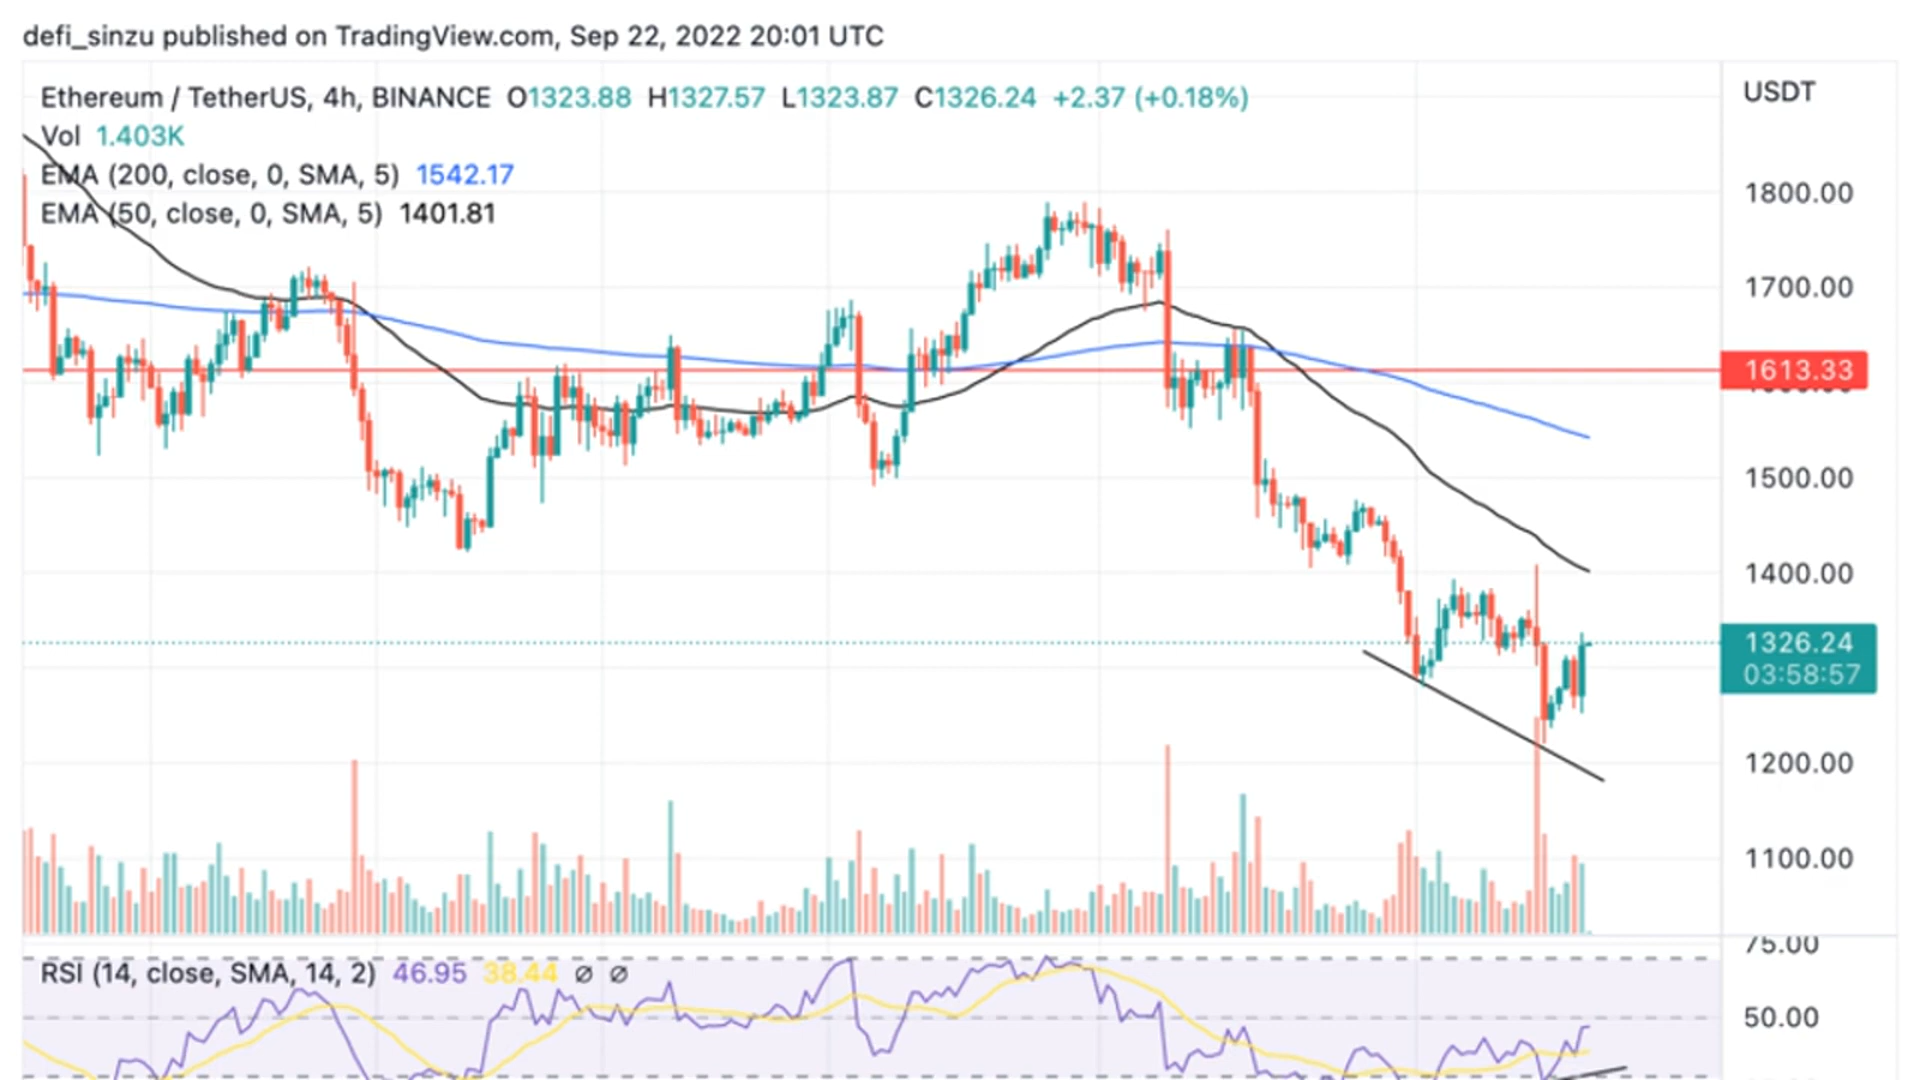 defi_sinzu published on TradingView.com, Sep 22, 2022 20:01 UTC
Ethereum / TetherUS, 4h, BINANCE O1323.88 H1327.57 L1323.87 C1326.24 +2.37 (+0.18%)
USDT
Vol 1.403K
EMA (200, close, 0, SMA, 5) 1542.17
EMA (50, close, 0, SMA, 5) 1401.81
1800.00
1700.00
1613.33
1500.00
1400.00
1326.24
03:58:57
1200.00
1100.00
75.00
RSI (14, close, SMA, 14, 2) 46.95 38.44 ∅ ∅
50.00